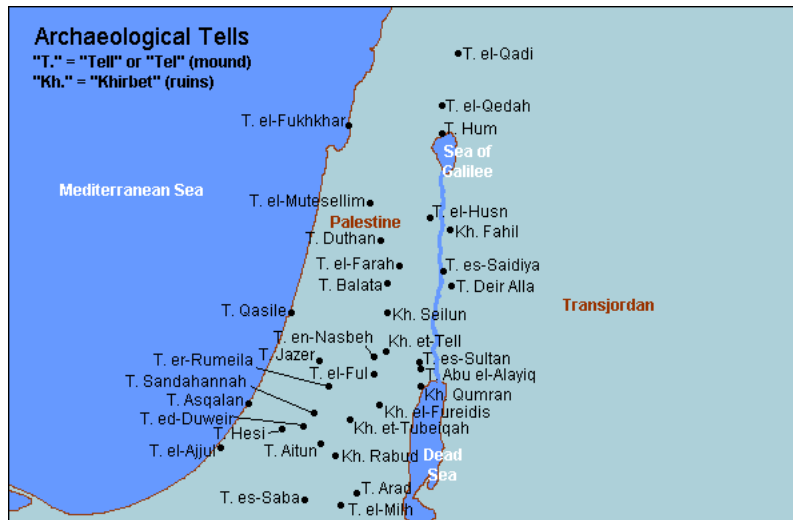 Archaeological Tells
"T." = "Tell" or "Tel" (mound)
"Kh." = "Khirbet" (ruins)
T. el-Qadi
T. el-Qedah
T. el-Fukhkhar
T. Hum
Sea of
Galilee
Mediterranean Sea
T. el-Mutesellim
T. el-Husn
Palestine
Kh. Fahil
T. Duthan
T. el-Farah
T. es-Saidiya
T. Balata
T. Deir Alla
Transjordan
T. Qasile
Kh. Seilun
T. en-Nasbeh
Kh. et-Tell
T. Jazer
T. er-Rumeila
T. es-Sultan
T. el-Ful
T. Abu el-Alayiq
T. Sandahannah
Kh. Qumran
T. Asqalan
Kh. el-Fureidis
T. ed-Duweir
Kh. et-Tubeiqah
T. Hesi
T. el-Ajjul
T. Aitun
Kh. Rabud
Dead
Sea
T. Arad
T. es-Saba
T. el-Milh